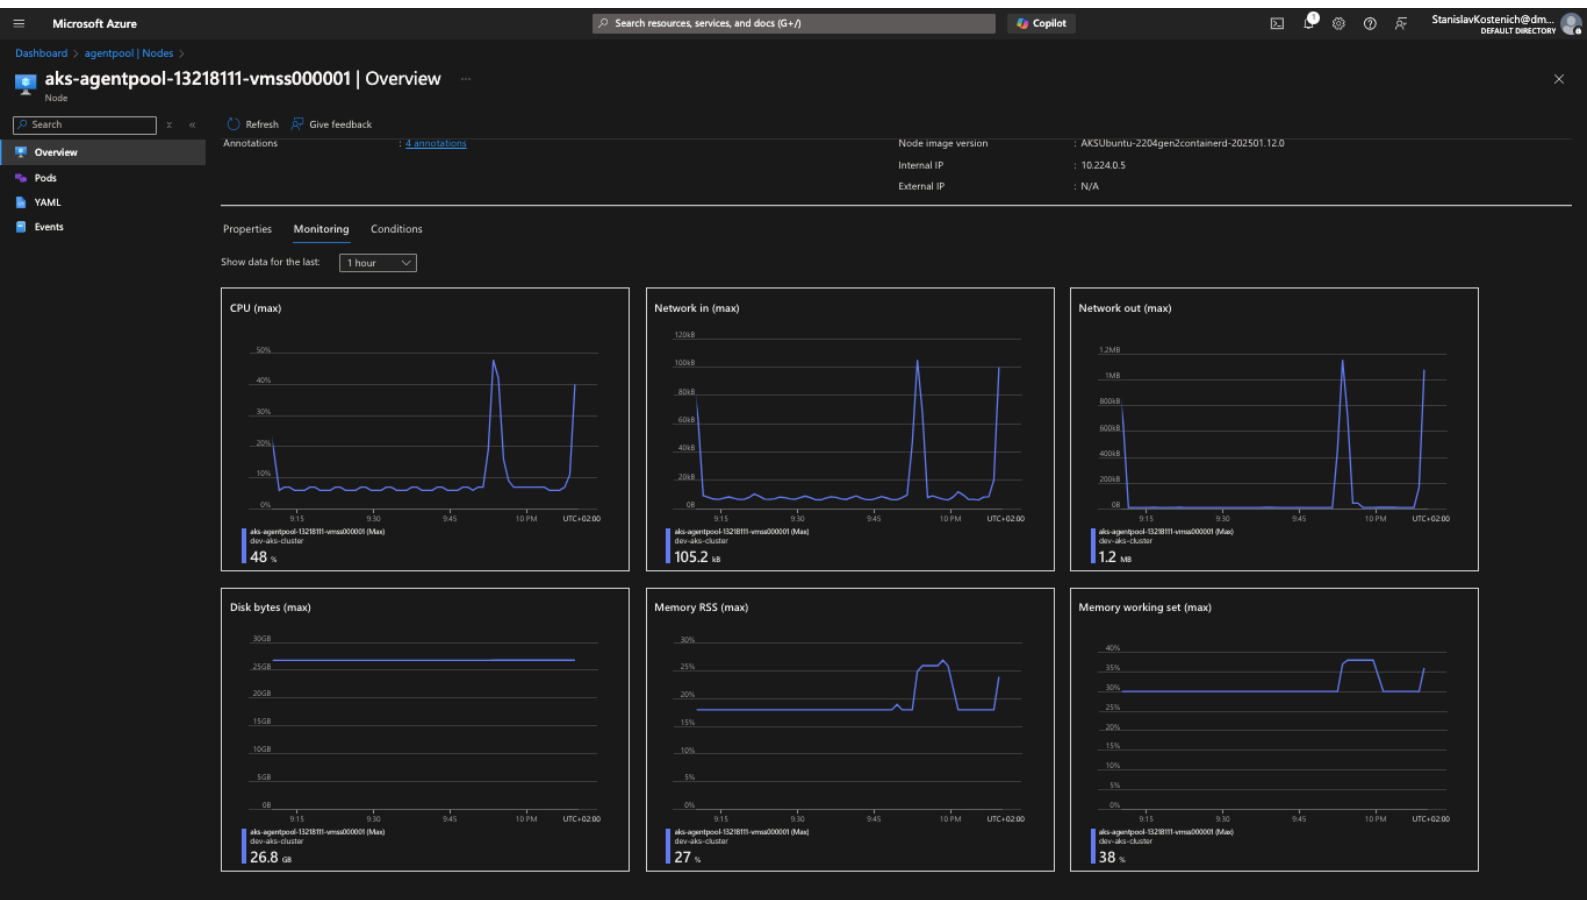 Microsoft Azure
Search resources, services, and docs (G+/)
Copilot
1
StanislavKostenich@dm...
DEFAULT DIRECTORY
Dashboard > agentpool | Nodes >
aks-agentpool-13218111-vmss000001 | Overview ...
Node
Search
Refresh
Give feedback
Overview
Pods
YAML
Events
Annotations : 4 annotations
Node image version : AKSUbuntu-2204gen2containerd-202501.12.0
Internal IP : 10.224.0.5
External IP : N/A
Properties Monitoring Conditions
Show data for the last: 1 hour
CPU (max)
50%
40%
30%
20%
10%
0%
9:15 9:30 9:45 10 PM UTC+02:00
aks-agentpool-13218111-vmss000001 (Max)
dev-aks-cluster
48 %
Network in (max)
120kB
100kB
80kB
60kB
40kB
20kB
0B
9:15 9:30 9:45 10 PM UTC+02:00
aks-agentpool-13218111-vmss000001 (Max)
dev-aks-cluster
105.2 kB
Network out (max)
1.2MB
1MB
800kB
600kB
400kB
200kB
0B
9:15 9:30 9:45 10 PM UTC+02:00
aks-agentpool-13218111-vmss000001 (Max)
dev-aks-cluster
1.2 MB
Disk bytes (max)
30GB
25GB
20GB
15GB
10GB
5GB
0B
9:15 9:30 9:45 10 PM UTC+02:00
aks-agentpool-13218111-vmss000001 (Max)
dev-aks-cluster
26.8 GB
Memory RSS (max)
30%
25%
20%
15%
10%
5%
0%
9:15 9:30 9:45 10 PM UTC+02:00
aks-agentpool-13218111-vmss000001 (Max)
dev-aks-cluster
27 %
Memory working set (max)
40%
35%
30%
25%
20%
15%
10%
5%
0%
9:15 9:30 9:45 10 PM UTC+02:00
aks-agentpool-13218111-vmss000001 (Max)
dev-aks-cluster
38 %